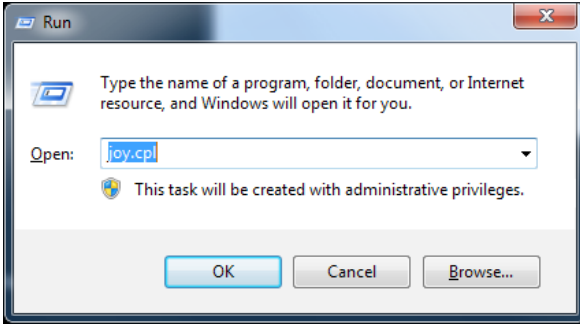 Run
Type the name of a program, folder, document, or Internet
resource, and Windows will open it for you.
Open:
joy.cpl
This task will be created with administrative privileges.
OK
Cancel
Browse...